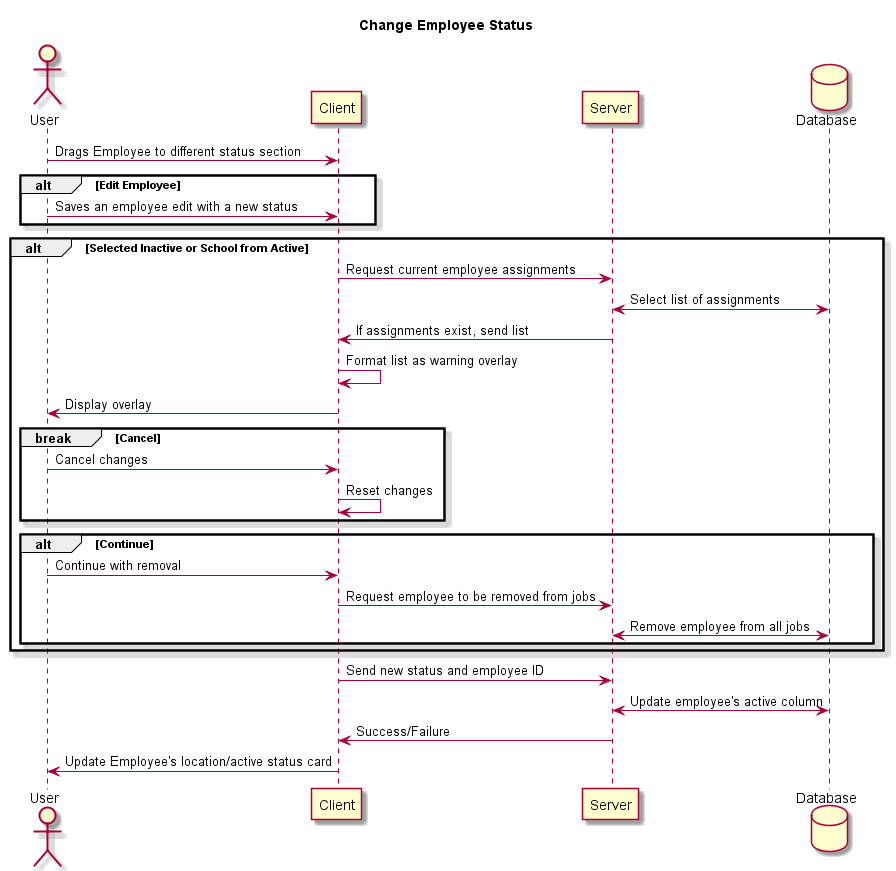 Change Employee Status
User
Client
Server
Database
Drags Employee to different status section
alt [Edit Employee]
Saves an employee edit with a new status
alt [Selected Inactive or School from Active]
Request current employee assignments
Select list of assignments
If assignments exist, send list
Format list as warning overlay
Display overlay
break [Cancel]
Cancel changes
Reset changes
alt [Continue]
Continue with removal
Request employee to be removed from jobs
Remove employee from all jobs
Send new status and employee ID
Update employee's active column
Success/Failure
Update Employee's location/active status card
User
Client
Server
Database